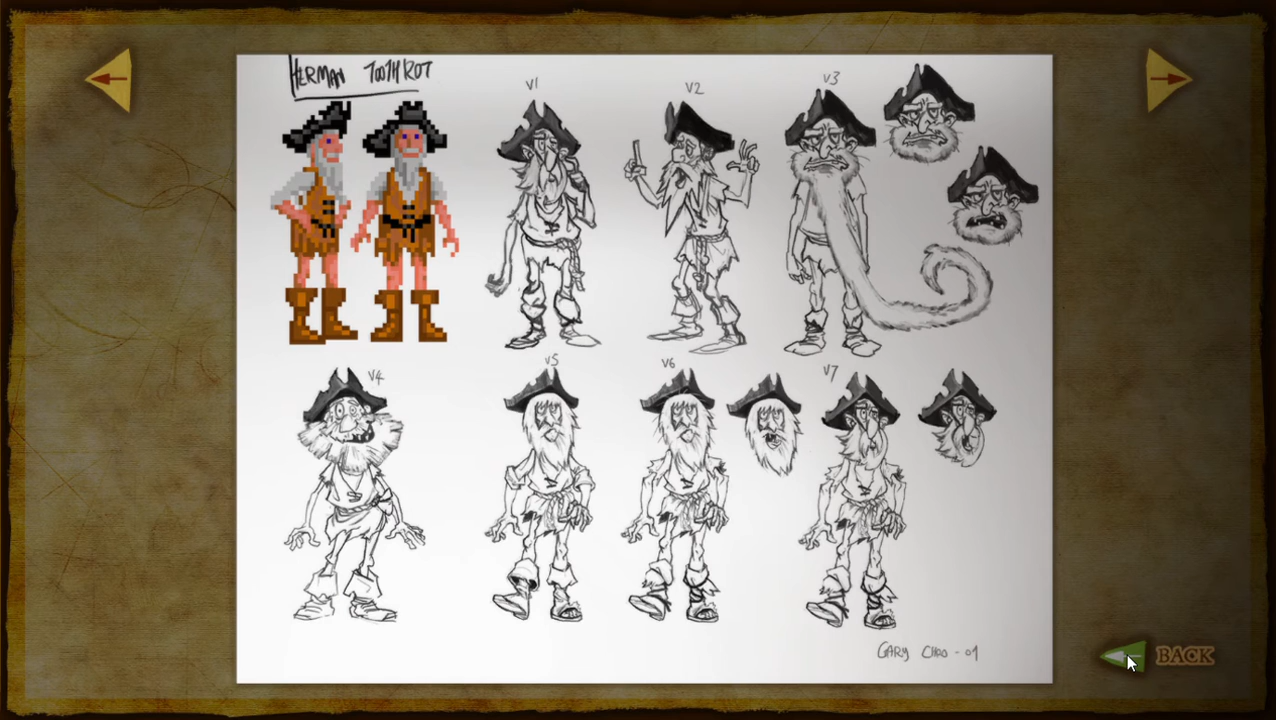 HERMAN TOOTHROT
V1
V2
V3
V4
V5
V6
V7
GARY CHOO - 09
BACK